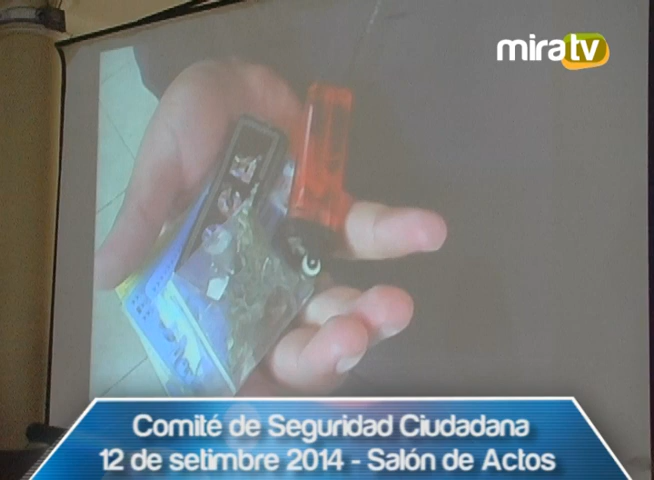 miratv
Comité de Seguridad Ciudadana
12 de setimbre 2014 - Salón de Actos